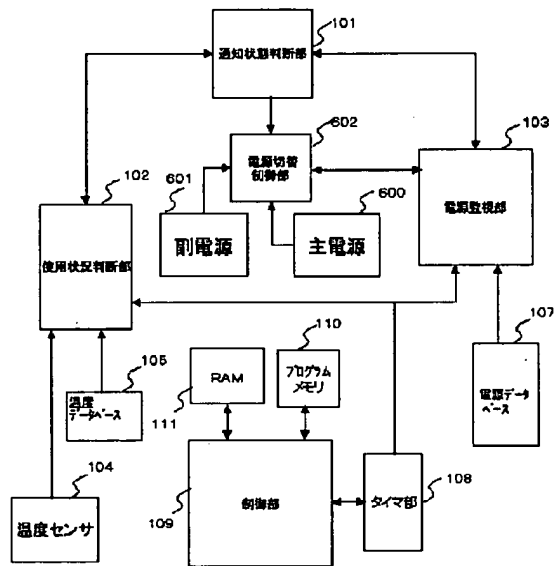 101
通知状態判断部
602
103
102
601
電源切替
制御部
600
電源監視部
使用状況判断部
副電源
主電源
107
105
110
RAM
プログラム
メモリ
温度
データベース
111
電源データ
ベース
104
108
制御部
タイマ部
温度センサ
109